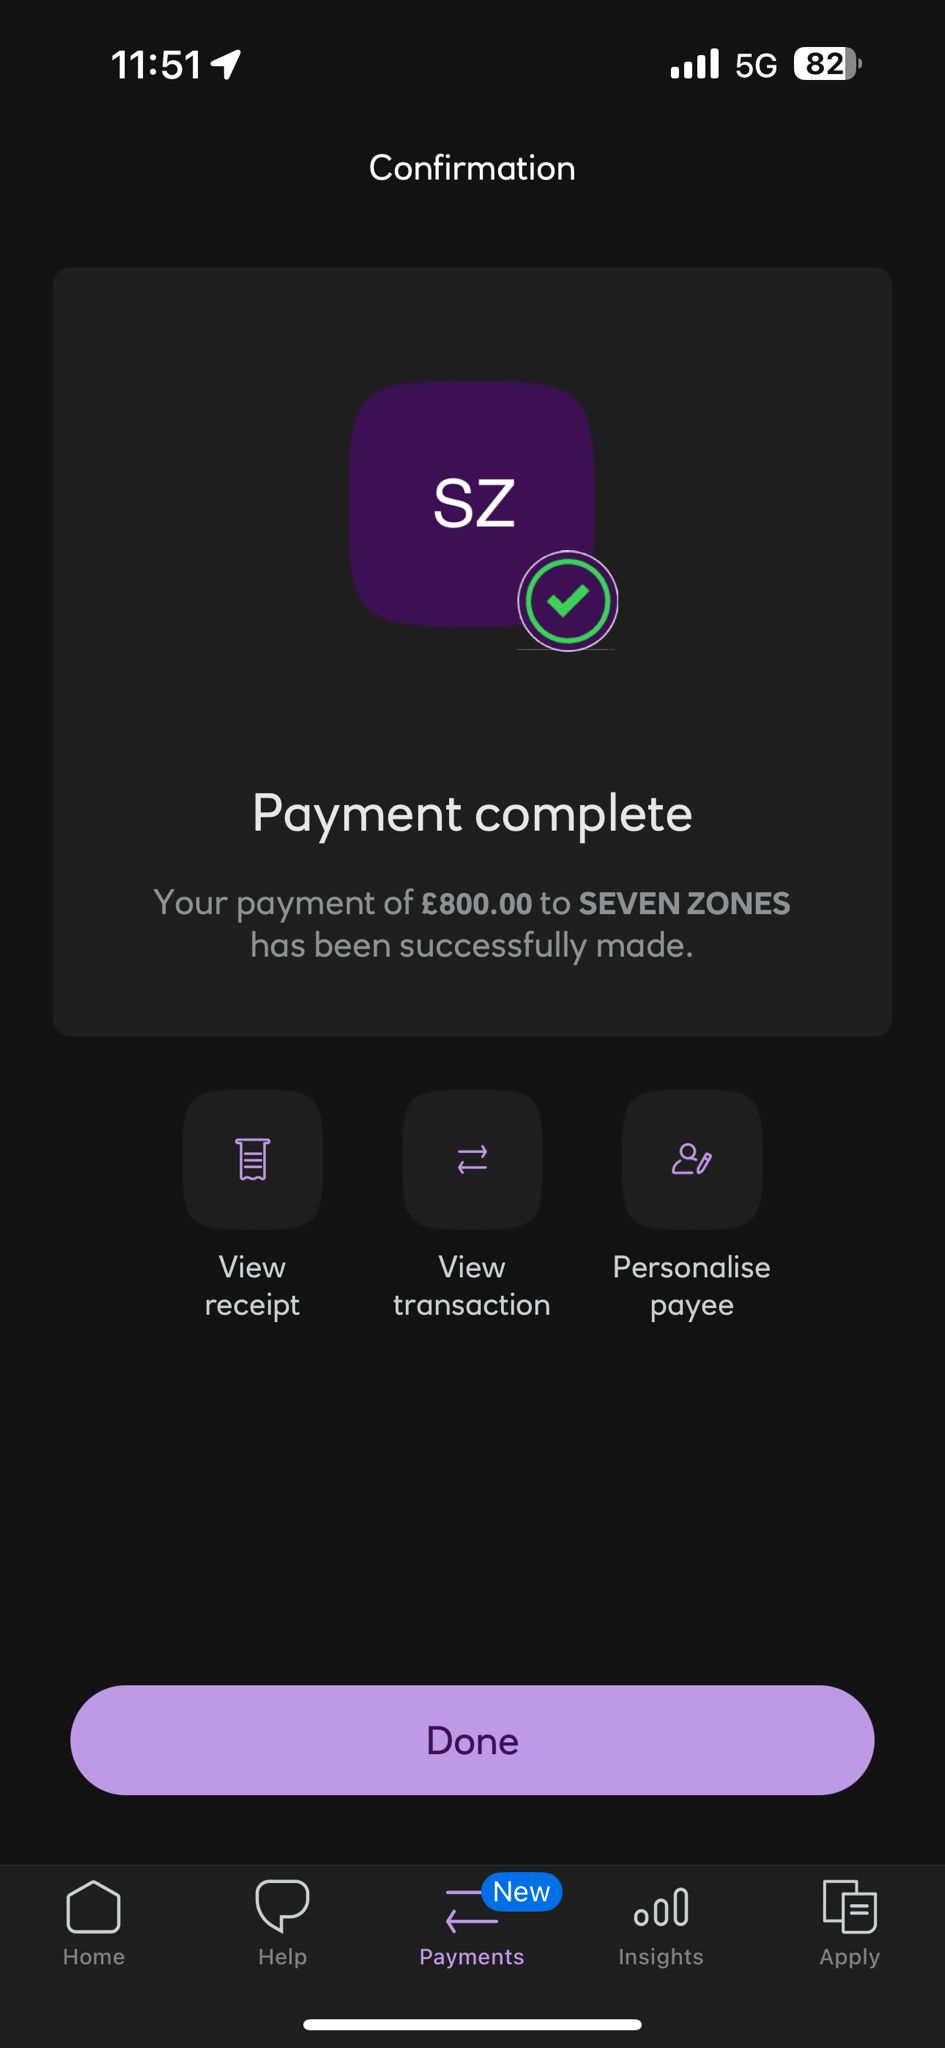 11:51 5G 82
Confirmation
SZ
Payment complete
Your payment of £800.00 to SEVEN ZONES
has been successfully made.
View receipt
View transaction
Personalise payee
Done
New
Home
Help
Payments
Insights
Apply